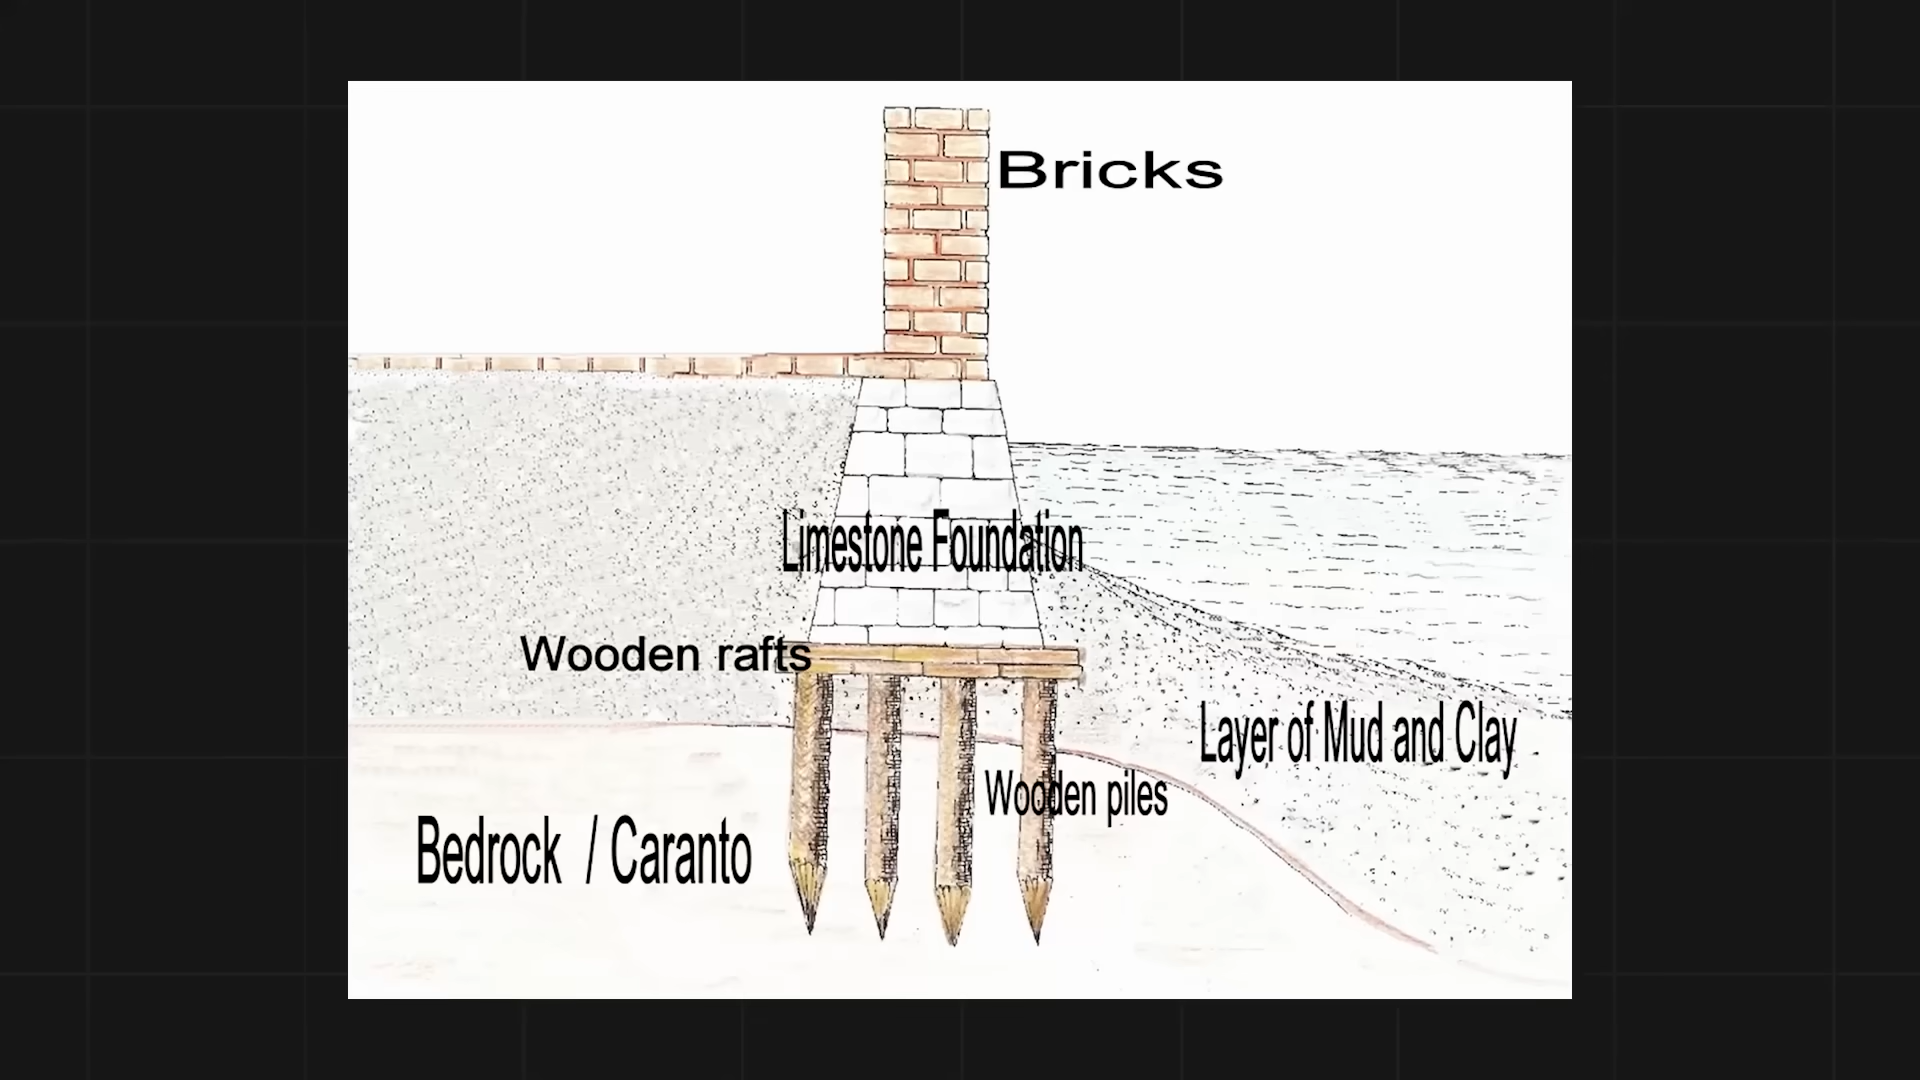 Bricks
Limestone Foundation
Wooden rafts
Layer of Mud and Clay
Wooden piles
Bedrock / Caranto